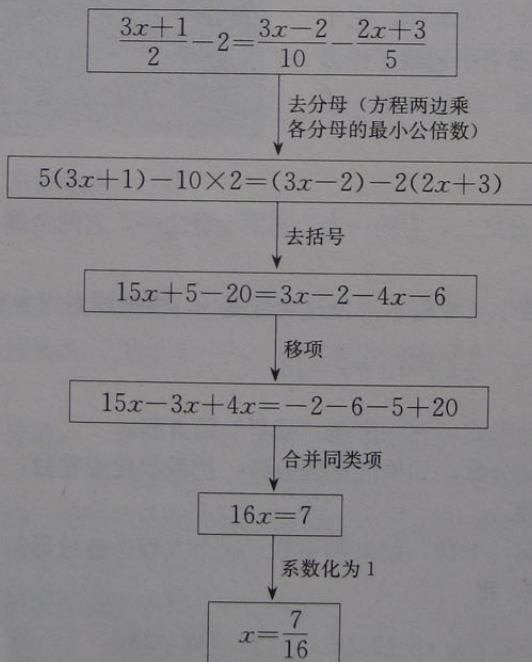 (3x+1)/2−2=(3x−2)/10−(2x+3)/5
去分母（方程两边乘
各分母的最小公倍数）
5(3x+1)−10×2=(3x−2)−2(2x+3)
去括号
15x+5−20=3x−2−4x−6
移项
15x−3x+4x=−2−6−5+20
合并同类项
16x=7
系数化为 1
x=7/16